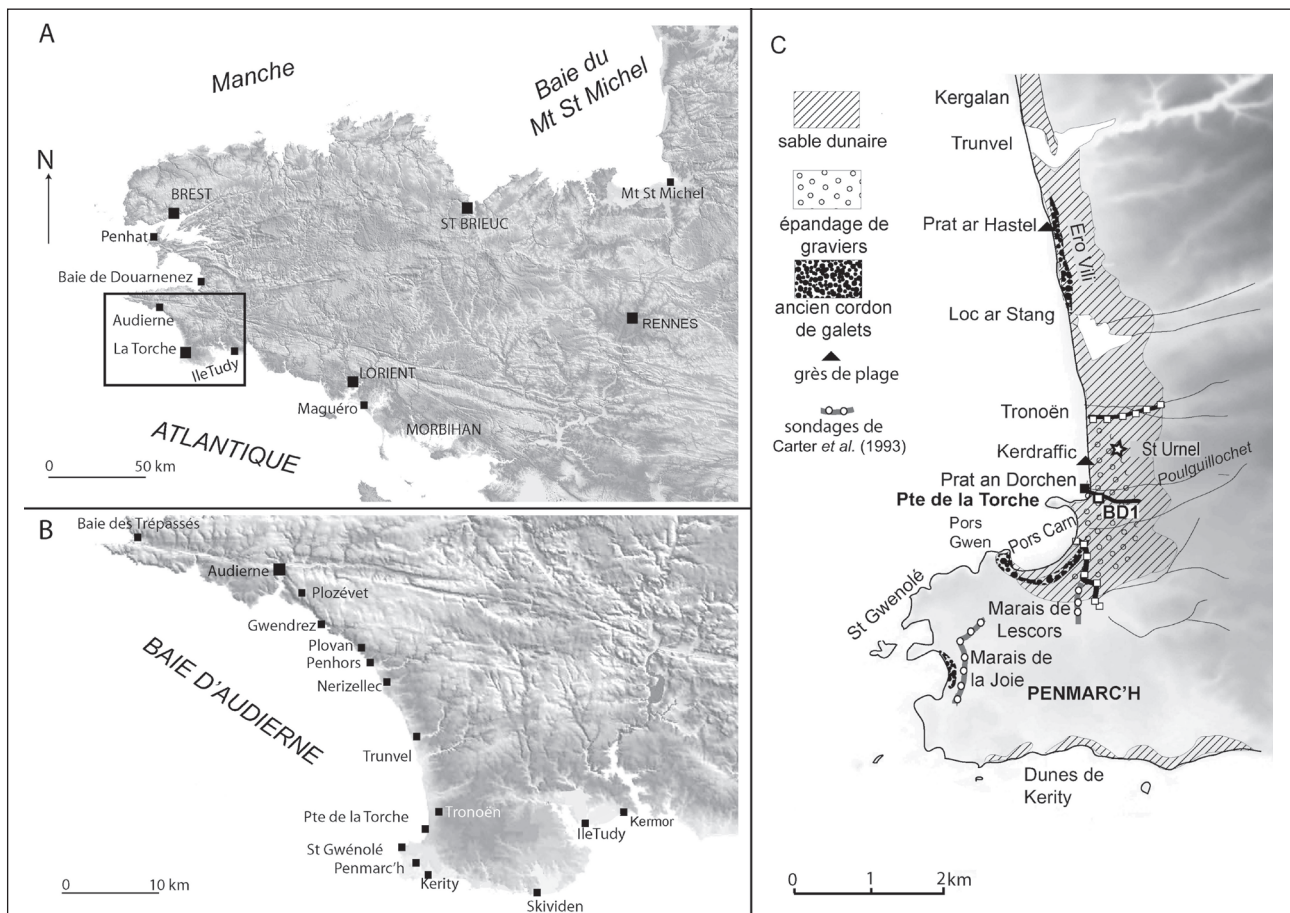 A
Manche
Baie du
Mt St Michel
N
BREST
Penhat
ST BRIEUC
Mt St Michel
Baie de Douarnenez
Audierne
La Torche
IleTudy
RENNES
LORIENT
Maguéro
MORBIHAN
ATLANTIQUE
0 50 km
B
Baie des Trépassés
Audierne
Plozévet
Gwendrez
Plovan
Penhors
Nerizellec
BAIE D'AUDIERNE
Trunvel
Tronoën
Pte de la Torche
St Gwénolé
Penmarc'h
Kerity
IleTudy
Kermor
Skividen
0 10 km
C
sable dunaire
épandage de
graviers
ancien cordon
de galets
grès de plage
sondages de
Carter et al. (1993)
Kergalan
Trunvel
Prat ar Hastel
Ero Vili
Loc ar Stang
Tronoën
Kerdraffic
St Urnel
Poulguillochet
Prat an Dorchen
Pte de la Torche
BD1
Pors
Gwen
Pors Carn
St Gwenolé
Marais de
Lescors
Marais de
la Joie
PENMARC'H
Dunes de
Kerity
0 1 2 km